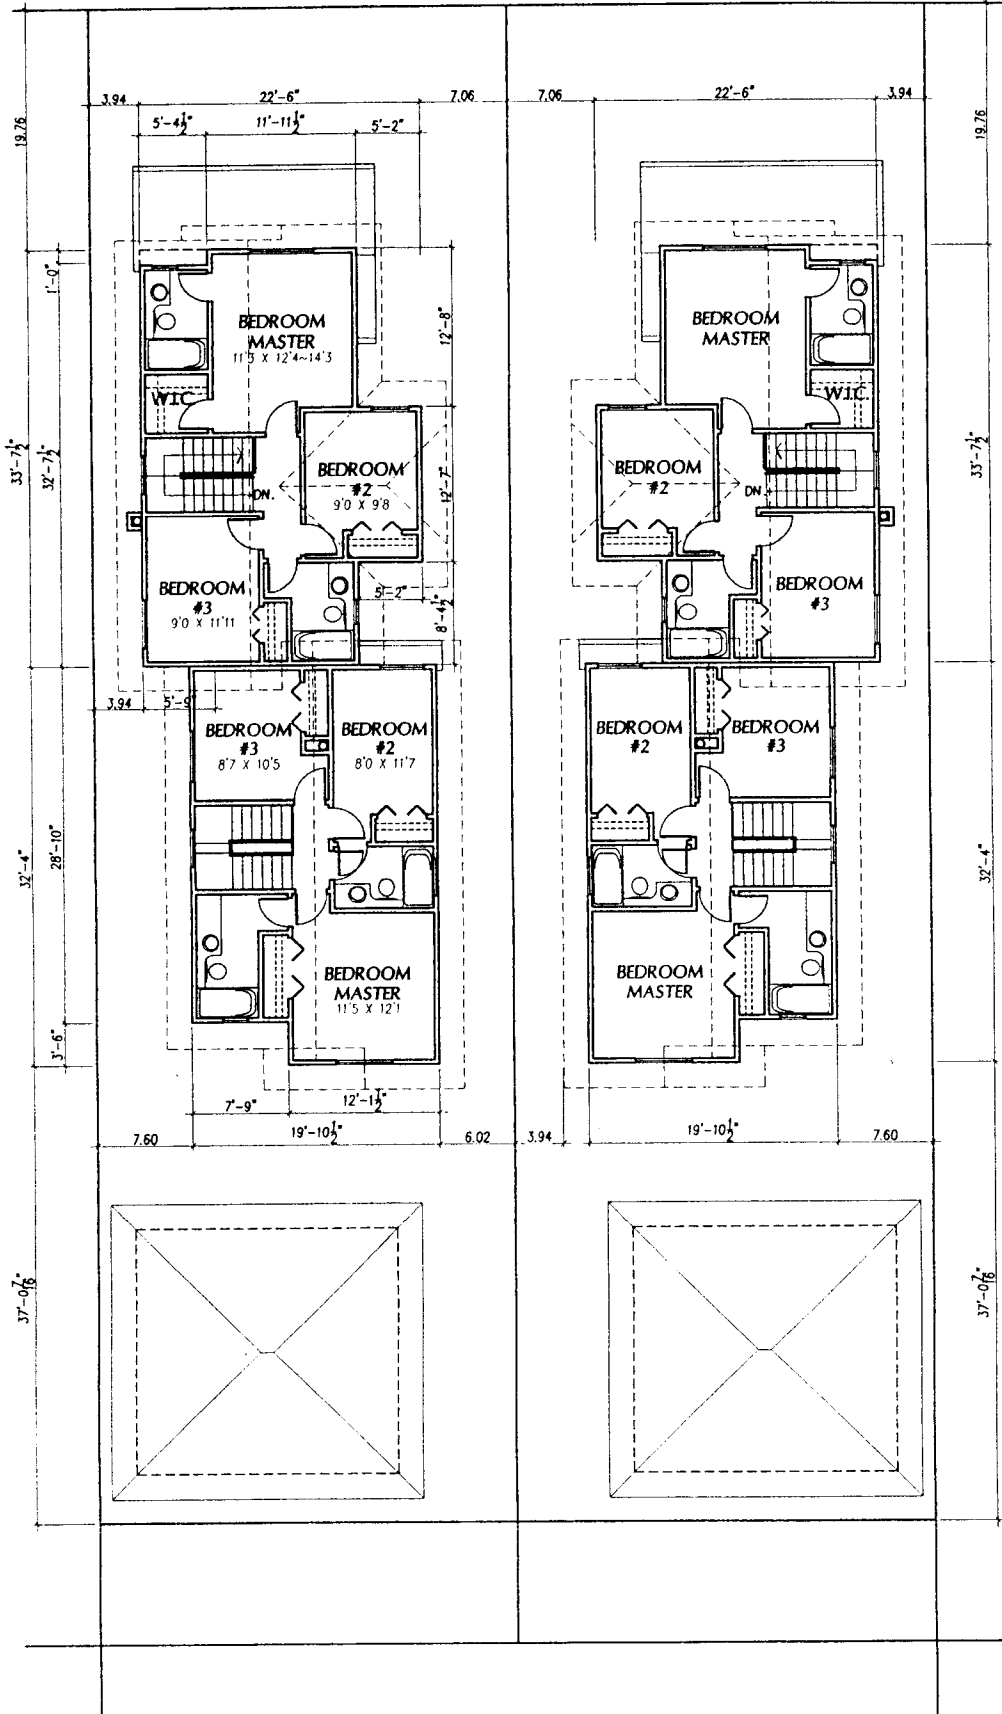 3.94
22'-6"
7.06
7.06
22'-6"
3.94
5'-4½"
11'-11½"
5'-2"
19.76
19.76
1'-0"
BEDROOM
MASTER
11'3 X 12'4~14'3
12'-8"
BEDROOM
MASTER
W.I.C.
W.I.C.
33'-7½"
32'-7½"
33'-7½"
BEDROOM
#2
9'0 X 9'8
12'-7"
BEDROOM
#2
DN.
DN.
BEDROOM
#3
9'0 X 11'11
5'-2"
8'-4½"
BEDROOM
#3
3.94
5'-9"
BEDROOM
#3
8'7 X 10'5
BEDROOM
#2
8'0 X 11'7
BEDROOM
#2
BEDROOM
#3
32'-4"
28'-10"
32'-4"
BEDROOM
MASTER
11'5 X 12'1
BEDROOM
MASTER
3'-6"
7'-9"
12'-1½"
7.60
19'-10½"
6.02
3.94
19'-10½"
7.60
37'-0 7/16"
37'-0 7/16"